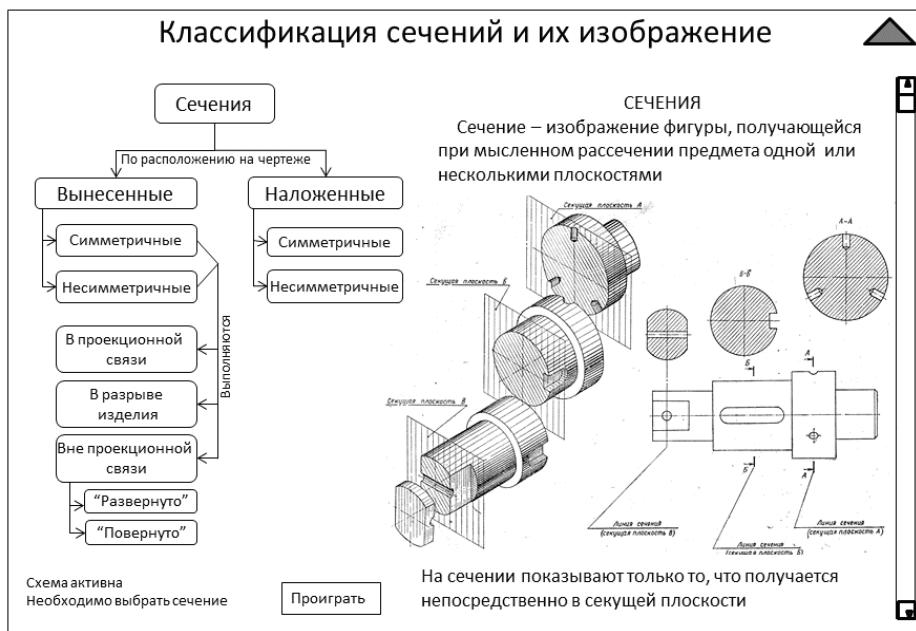 Классификация сечений и их изображение
Сечения
По расположению на чертеже
Вынесенные
Наложенные
Симметричные
Несимметричные
Симметричные
Несимметричные
Выполняются
В проекционной
связи
В разрыве
изделия
Вне проекционной
связи
“Развернуто”
“Повернуто”
Схема активна
Необходимо выбрать сечение
Проиграть
СЕЧЕНИЯ
Сечение – изображение фигуры, получающейся
при мысленном рассечении предмета одной или
несколькими плоскостями
Секущая плоскость А
Секущая плоскость Б
Секущая плоскость В
А-А
Б-Б
А
Б
Б
А
Линия сечения
(секущая плоскость В)
Линия сечения
(секущая плоскость Б)
Линия сечения
(секущая плоскость А)
На сечении показывают только то, что получается
непосредственно в секущей плоскости